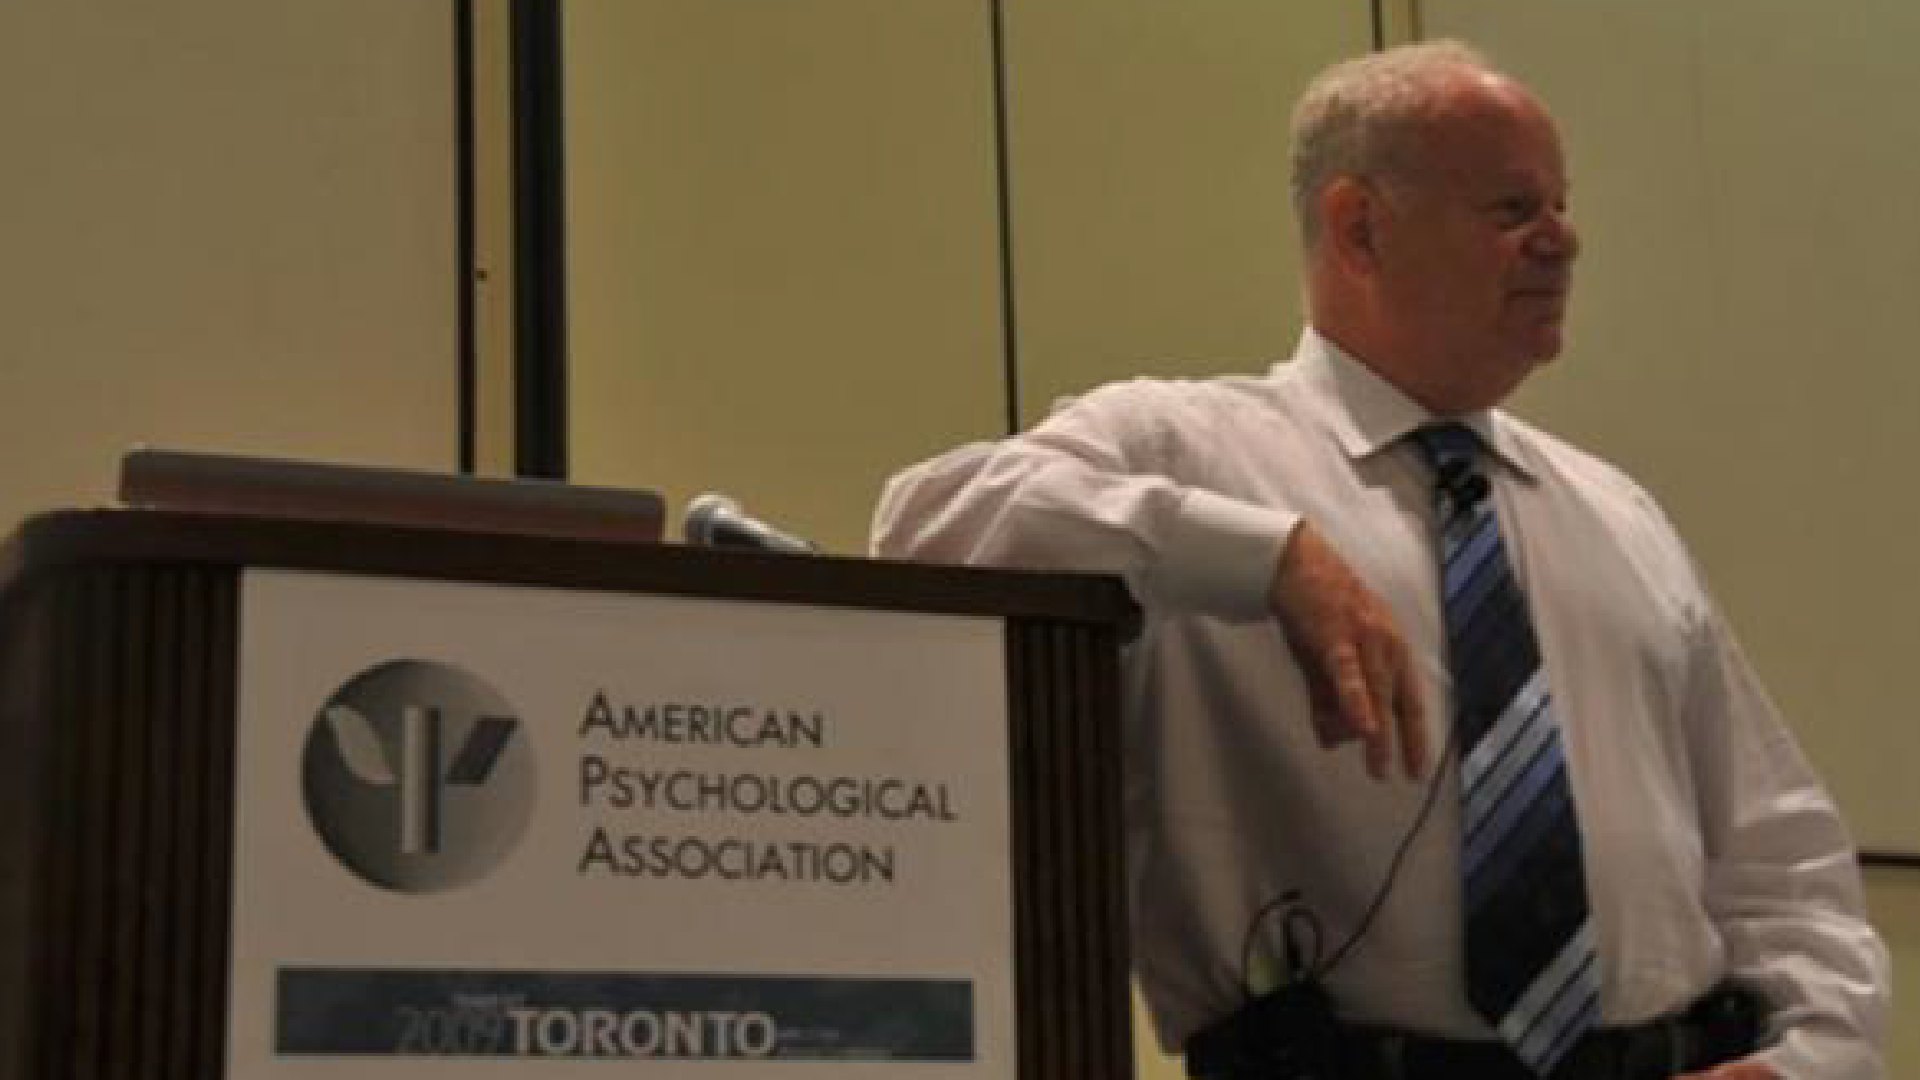 AMERICAN
PSYCHOLOGICAL
ASSOCIATION
2009 TORONTO